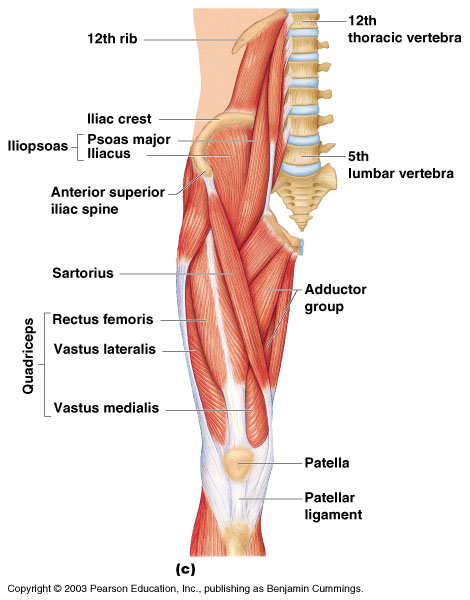 12th rib
12th
thoracic vertebra
Iliac crest
Iliopsoas
Psoas major
Iliacus
5th
lumbar vertebra
Anterior superior
iliac spine
Sartorius
Adductor
group
Quadriceps
Rectus femoris
Vastus lateralis
Vastus medialis
Patella
Patellar
ligament
(c)
Copyright © 2003 Pearson Education, Inc., publishing as Benjamin Cummings.